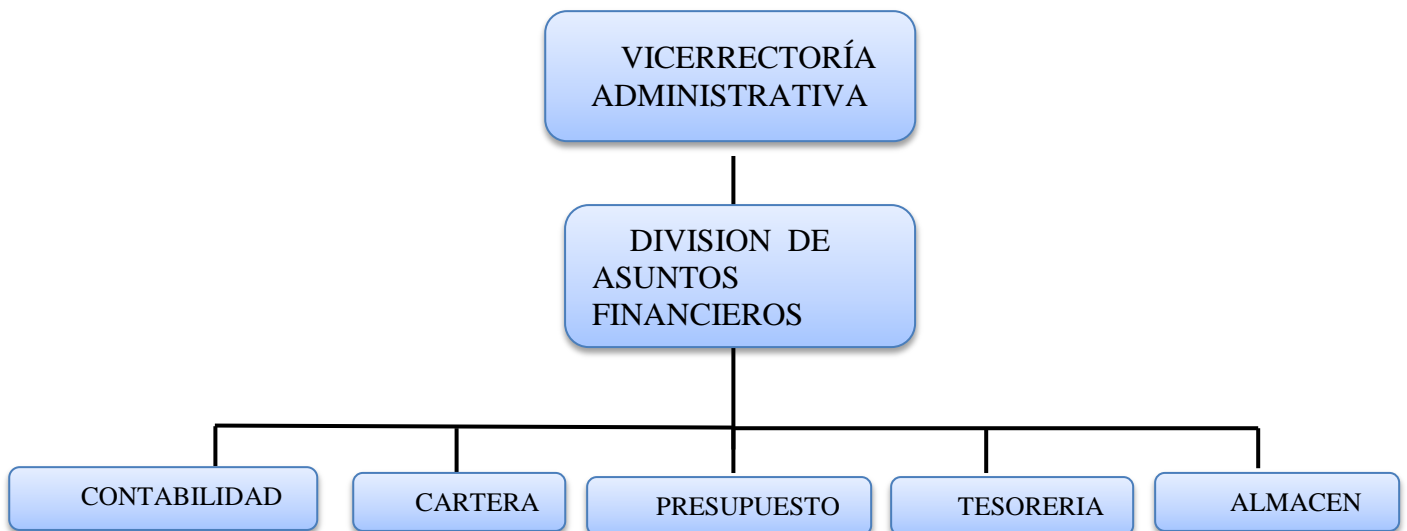 VICERRECTORÍA
ADMINISTRATIVA
DIVISION DE
ASUNTOS
FINANCIEROS
CONTABILIDAD
CARTERA
PRESUPUESTO
TESORERIA
ALMACEN